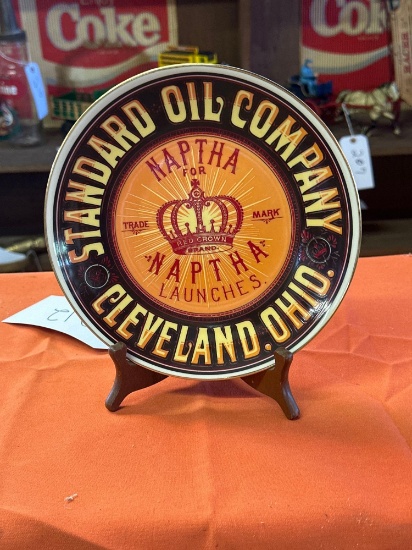 Coke
Coke
STANDARD OIL COMPANY
NAPTHA
FOR
TRADE MARK
RED CROWN
BRAND
NAPTHA
LAUNCHES.
CLEVELAND. OHIO.